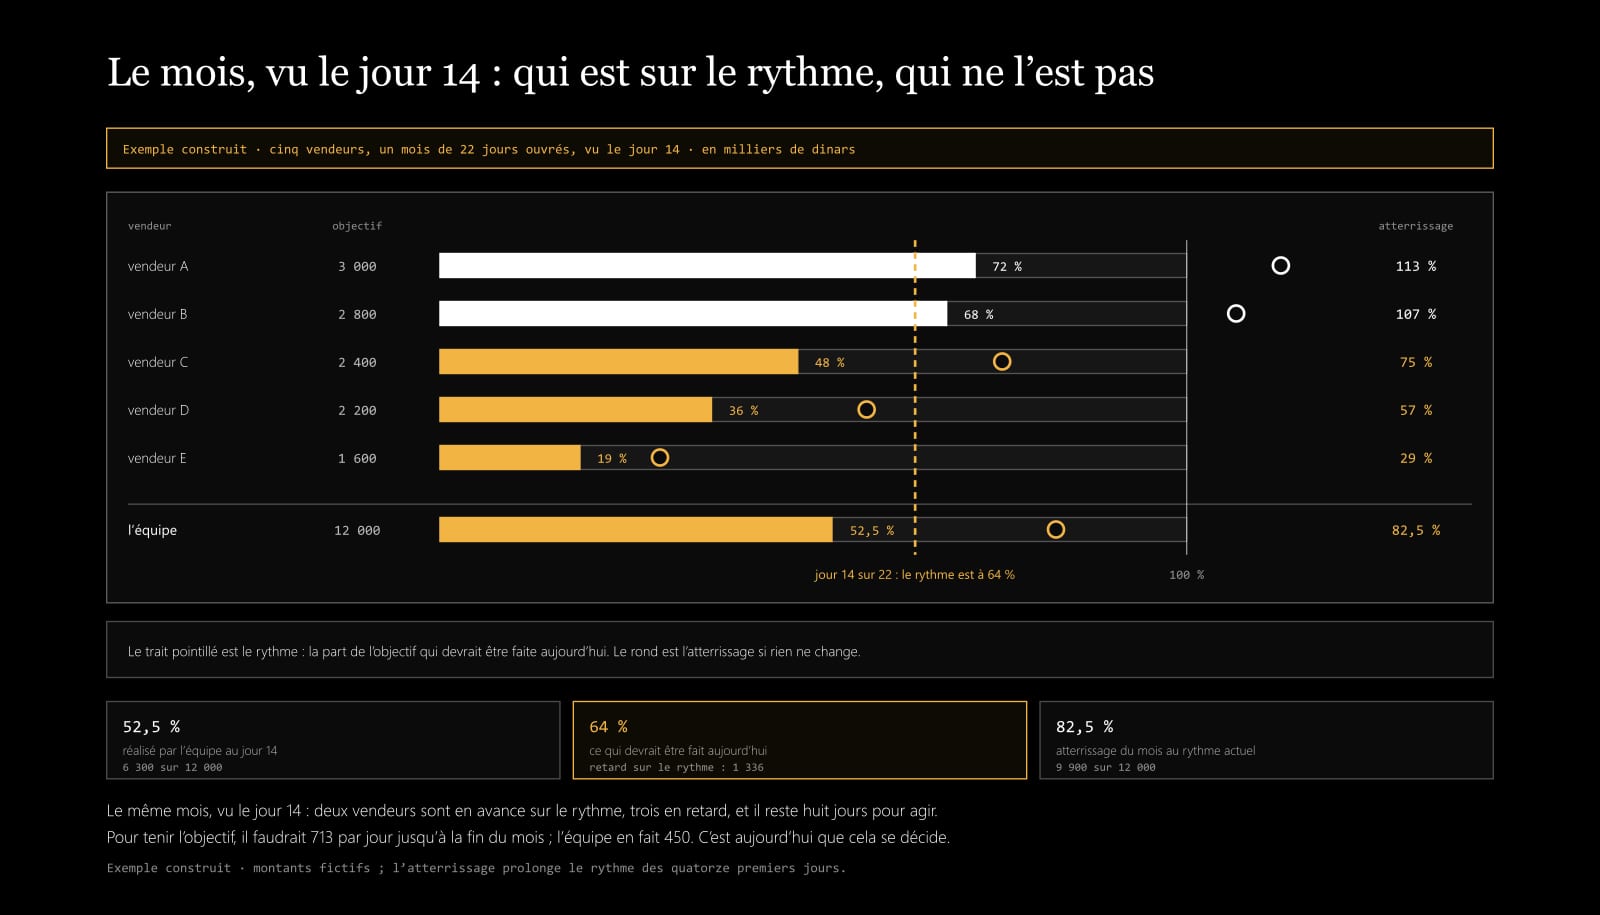 Le mois, vu le jour 14 : qui est sur le rythme, qui ne l’est pas
Exemple construit · cinq vendeurs, un mois de 22 jours ouvrés, vu le jour 14 · en milliers de dinars
vendeur objectif atterrissage
vendeur A 3 000 72 % 113 %
vendeur B 2 800 68 % 107 %
vendeur C 2 400 48 % 75 %
vendeur D 2 200 36 % 57 %
vendeur E 1 600 19 % 29 %
l’équipe 12 000 52,5 % 82,5 %
jour 14 sur 22 : le rythme est à 64 % 100 %
Le trait pointillé est le rythme : la part de l’objectif qui devrait être faite aujourd’hui. Le rond est l’atterrissage si rien ne change.
52,5 %
réalisé par l’équipe au jour 14
6 300 sur 12 000
64 %
ce qui devrait être fait aujourd’hui
retard sur le rythme : 1 336
82,5 %
atterrissage du mois au rythme actuel
9 900 sur 12 000
Le même mois, vu le jour 14 : deux vendeurs sont en avance sur le rythme, trois en retard, et il reste huit jours pour agir.
Pour tenir l’objectif, il faudrait 713 par jour jusqu’à la fin du mois ; l’équipe en fait 450. C’est aujourd’hui que cela se décide.
Exemple construit · montants fictifs ; l’atterrissage prolonge le rythme des quatorze premiers jours.